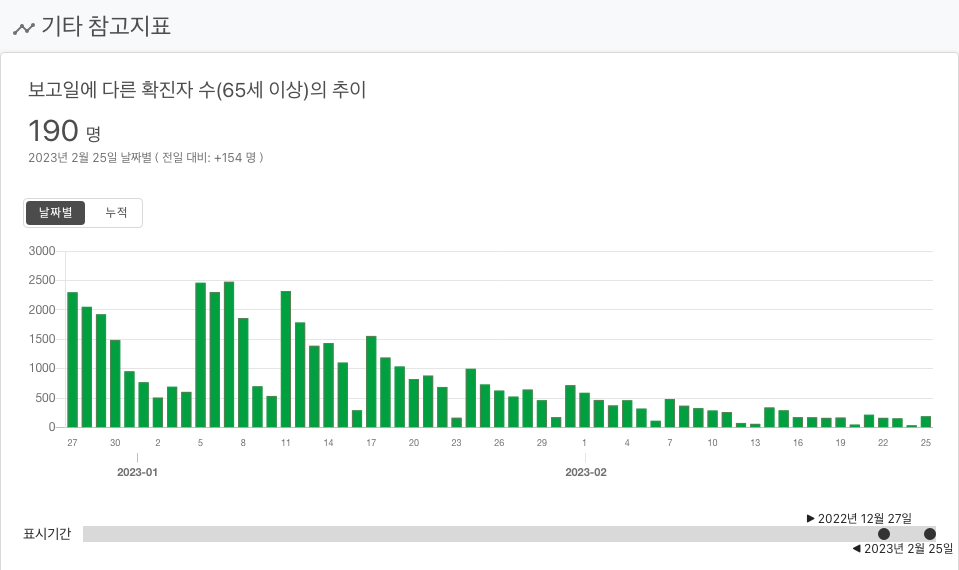 기타 참고지표
보고일에 다른 확진자 수(65세 이상)의 추이
190 명
2023년 2월 25일 날짜별 ( 전일 대비: +154 명 )
날짜별 누적
3000
2500
2000
1500
1000
500
0
27 30 2 5 8 11 14 17 20 23 26 29 1 4 7 10 13 16 19 22 25
2023-01 2023-02
▶ 2022년 12월 27일
표시기간
◀ 2023년 2월 25일